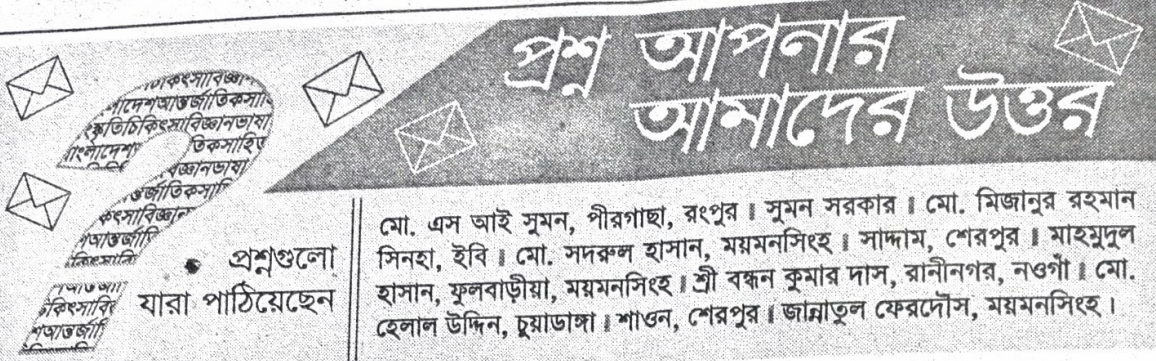 প্রশ্ন আপনার
আমাদের উত্তর
প্রশ্নগুলো
যারা পাঠিয়েছেন
মো. এস আই সুমন, পীরগাছা, রংপুর। সুমন সরকার। মো. মিজানুর রহমান
সিনহা, ইবি। মো. সদরুল হাসান, ময়মনসিংহ। সাদ্দাম, শেরপুর। মাহমুদুল
হাসান, ফুলবাড়ীয়া, ময়মনসিংহ। শ্রী বন্ধন কুমার দাস, রানীনগর, নওগাঁ। মো.
হেলাল উদ্দিন, চুয়াডাঙ্গা। শাওন, শেরপুর। জান্নাতুল ফেরদৌস, ময়মনসিংহ।